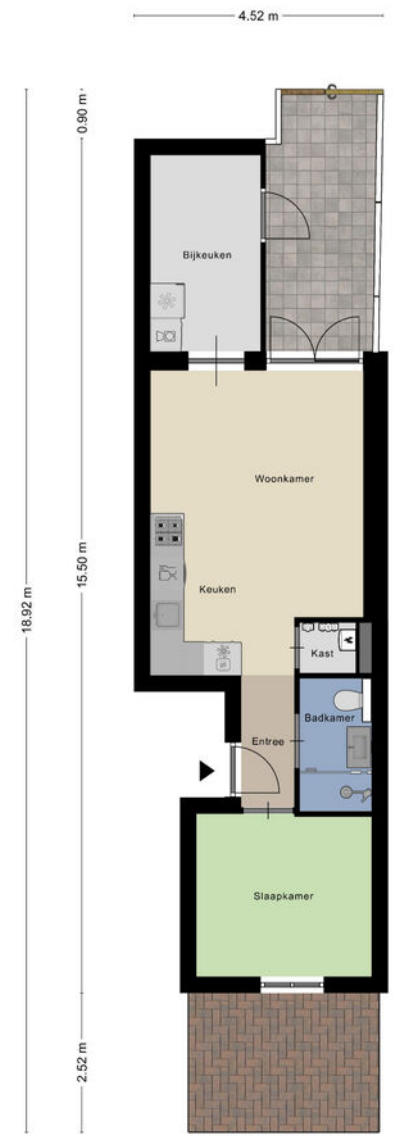 4.52 m
0.90 m
Bijkeuken
Woonkamer
15.50 m
18.92 m
Keuken
Kast
Badkamer
Entree
Slaapkamer
2.52 m